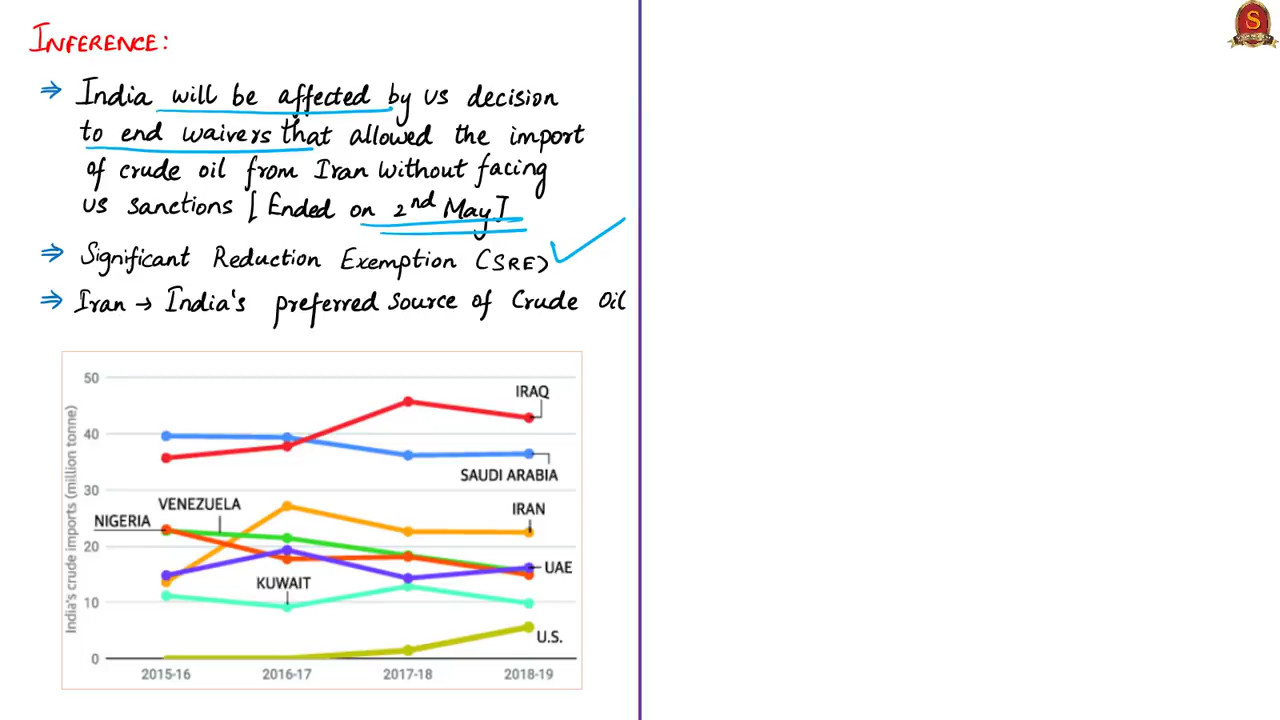 INFERENCE:
⇒ India will be affected by US decision
to end waivers that allowed the import
of crude oil from Iran without facing
US sanctions [Ended on 2nd May]
⇒ Significant Reduction Exemption (SRE)
⇒ Iran → India's preferred source of Crude Oil
S
India's crude imports (million tonne)
50
40
30
20
10
0
IRAQ
SAUDI ARABIA
VENEZUELA
NIGERIA
IRAN
UAE
KUWAIT
U.S.
2015-16 2016-17 2017-18 2018-19